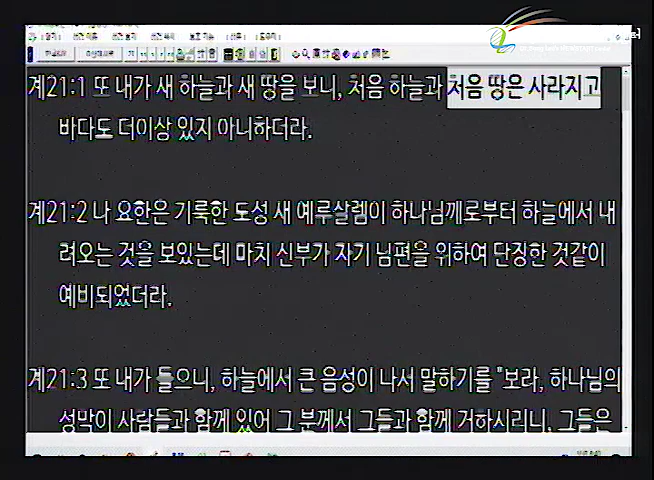 계21:1 또 내가 새 하늘과 새 땅을 보니, 처음 하늘과 처음 땅은 사라지고
바다도 더이상 있지 아니하더라.
계21:2 나 요한은 기룩한 도성 새 예루살렘이 하나님께로부터 하늘에서 내
려오는 것을 보았는데 마치 신부가 자기 남편을 위하여 단장한 것같이
예비되었더라.
계21:3 또 내가 들으니, 하늘에서 큰 음성이 나서 말하기를 "보라, 하나님의
성막이 사람들과 함께 있어 그 분께서 그들과 함께 거하시리니, 그들은